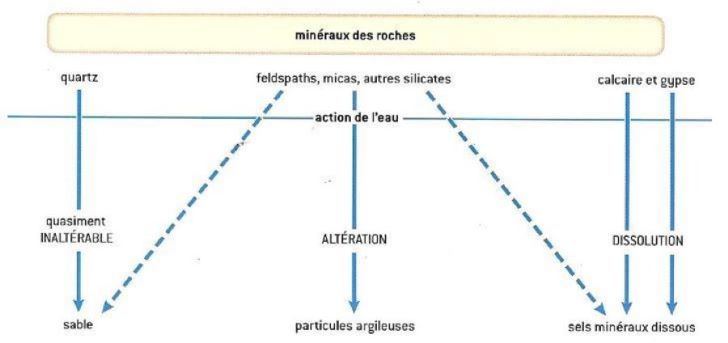 minéraux des roches
quartz
feldspaths, micas, autres silicates
calcaire et gypse
action de l'eau
quasiment
INALTÉRABLE
ALTÉRATION
DISSOLUTION
sable
particules argileuses
sels minéraux dissous